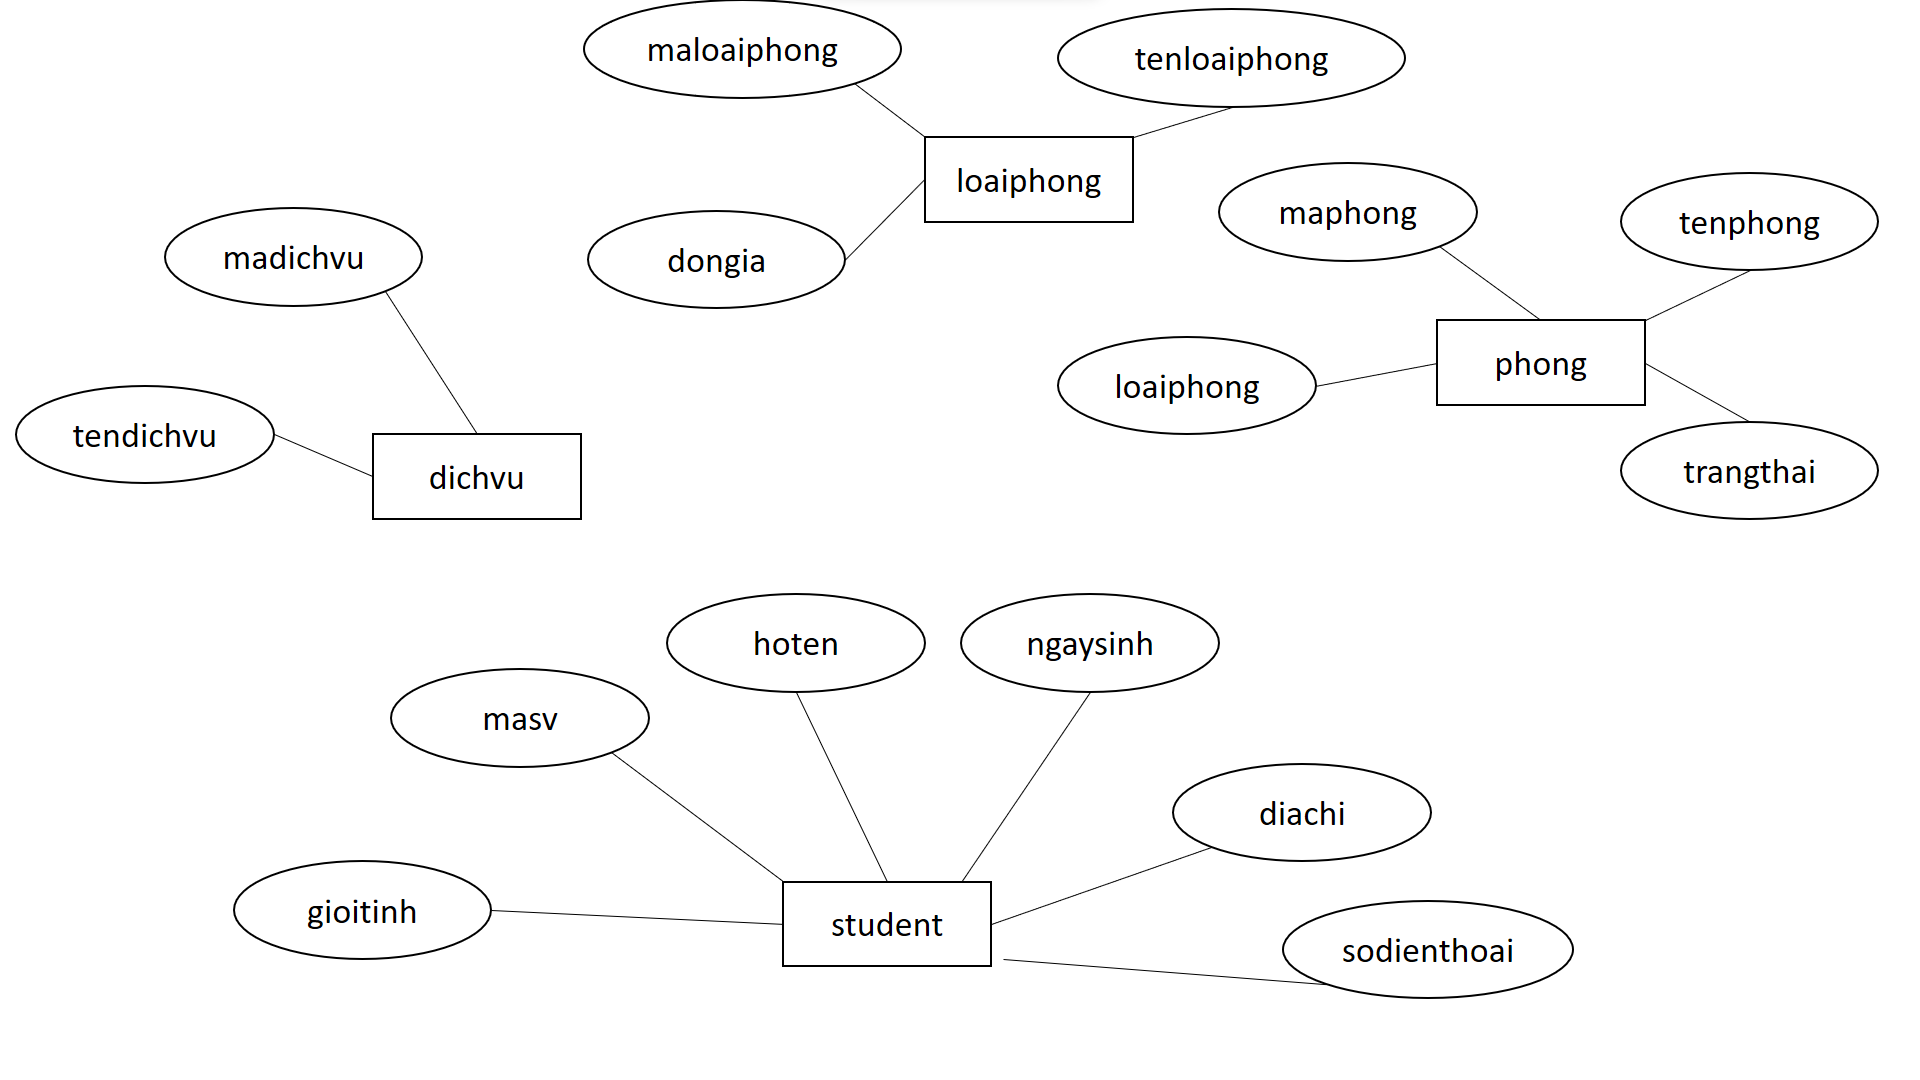 maloaiphong
tenloaiphong
loaiphong
maphong
tenphong
madichvu
dongia
phong
loaiphong
tendichvu
dichvu
trangthai
hoten
ngaysinh
masv
diachi
gioitinh
student
sodienthoai